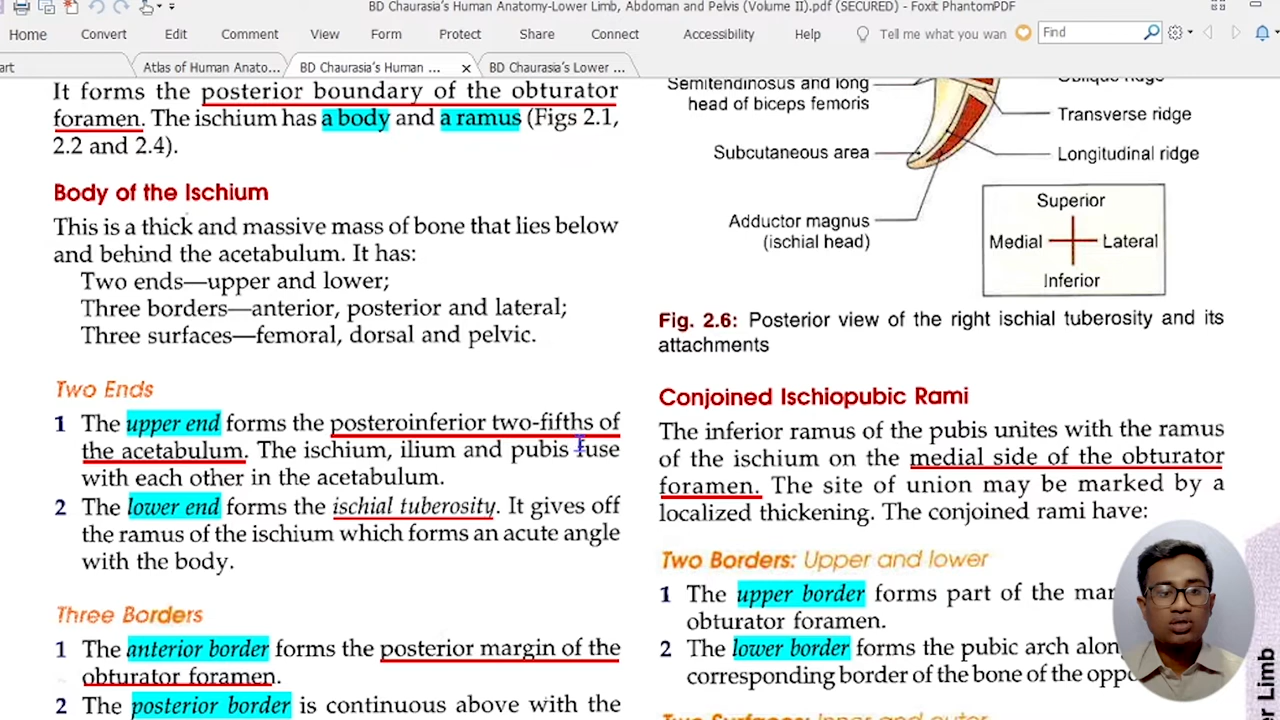 BD Chaurasia's Human Anatomy-Lower Limb, Abdoman and Pelvis (Volume II).pdf (SECURED) - Foxit PhantomPDF
Home Convert Edit Comment View Form Protect Share Connect Accessibility Help Tell me what you wan Find
art Atlas of Human Anato... BD Chaurasia's Human ... × BD Chaurasia's Lower ...
It forms the posterior boundary of the obturator
foramen. The ischium has a body and a ramus (Figs 2.1,
2.2 and 2.4).
Body of the Ischium
This is a thick and massive mass of bone that lies below
and behind the acetabulum. It has:
Two ends—upper and lower;
Three borders—anterior, posterior and lateral;
Three surfaces—femoral, dorsal and pelvic.
Two Ends
1 The upper end forms the posteroinferior two-fifths of
the acetabulum. The ischium, ilium and pubis fuse
with each other in the acetabulum.
2 The lower end forms the ischial tuberosity. It gives off
the ramus of the ischium which forms an acute angle
with the body.
Three Borders
1 The anterior border forms the posterior margin of the
obturator foramen.
2 The posterior border is continuous above with the
Semitendinosus and long
head of biceps femoris
Oblique ridge
Transverse ridge
Subcutaneous area
Longitudinal ridge
Adductor magnus
(ischial head)
Superior
Medial Lateral
Inferior
Fig. 2.6: Posterior view of the right ischial tuberosity and its
attachments
Conjoined Ischiopubic Rami
The inferior ramus of the pubis unites with the ramus
of the ischium on the medial side of the obturator
foramen. The site of union may be marked by a
localized thickening. The conjoined rami have:
Two Borders: Upper and lower
1 The upper border forms part of the mar
obturator foramen.
2 The lower border forms the pubic arch alon
corresponding border of the bone of the oppo
Two Surfaces: Inner and outer
r Limb